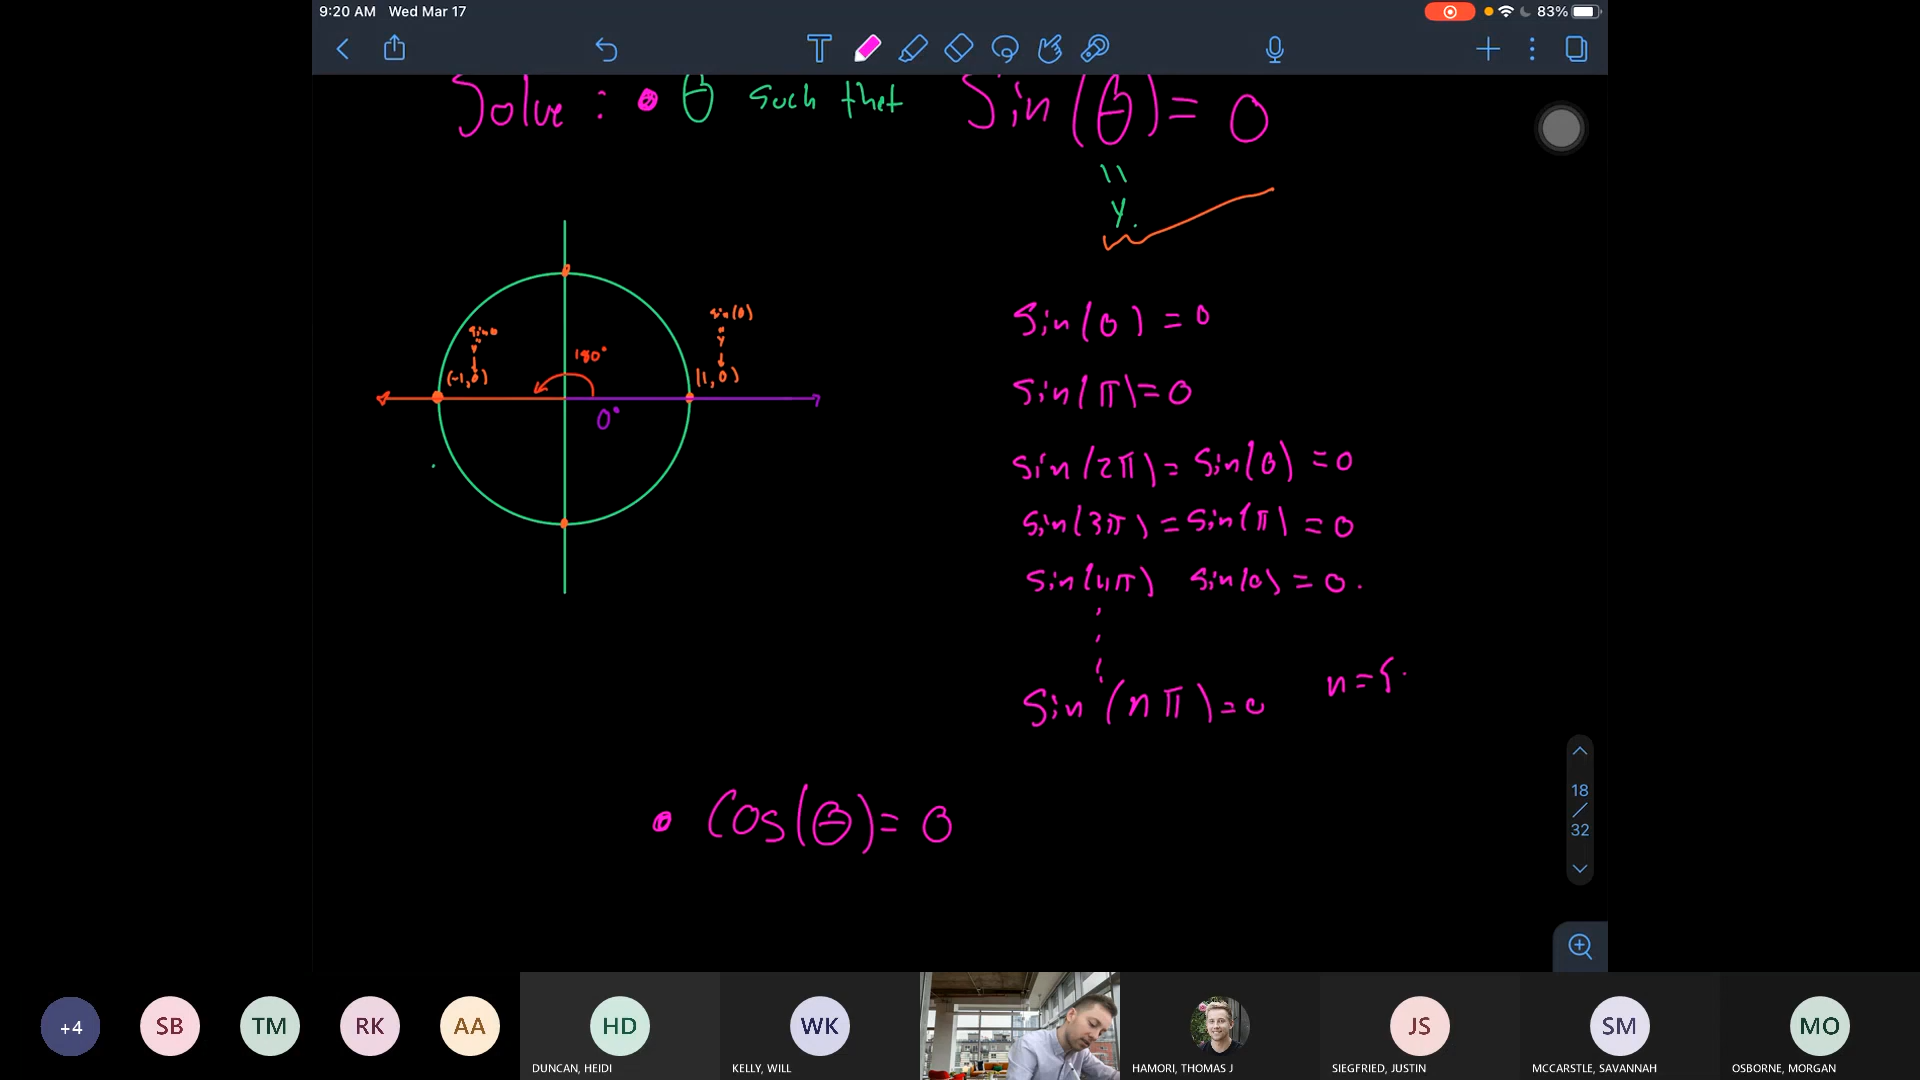 9:20 AM Wed Mar 17
83%
Solve : θ such that Sin(θ) = 0
y.
sin(0)
y
sin
y
180°
(-1,0)
(1,0)
0°
Sin(0) = 0
Sin(π) = 0
Sin(2π) = Sin(0) = 0
Sin(3π) = Sin(π) = 0
Sin(4π) Sin(0) = 0.
Sin(nπ) = 0 n={.
• Cos(θ) = 0
18
32
+4
SB
TM
RK
AA
HD
WK
JS
SM
MO
DUNCAN, HEIDI
KELLY, WILL
HAMORI, THOMAS J
SIEGFRIED, JUSTIN
MCCARSTLE, SAVANNAH
OSBORNE, MORGAN